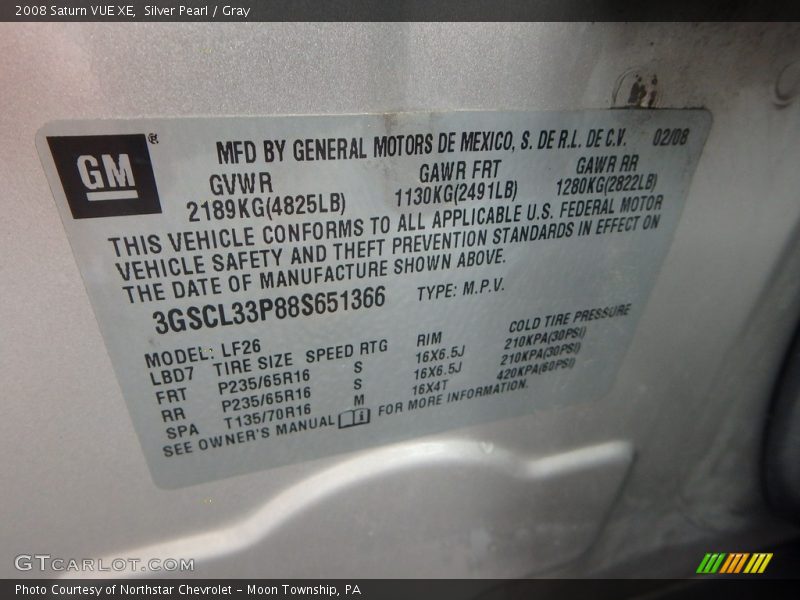 2008 Saturn VUE XE,  Silver Pearl / Gray
GM®
MFD BY GENERAL MOTORS DE MEXICO, S. DE R.L. DE C.V. 02/08
GVWR GAWR FRT GAWR RR
2189KG(4825LB) 1130KG(2491LB) 1280KG(2822LB)
THIS VEHICLE CONFORMS TO ALL APPLICABLE U.S. FEDERAL MOTOR
VEHICLE SAFETY AND THEFT PREVENTION STANDARDS IN EFFECT ON
THE DATE OF MANUFACTURE SHOWN ABOVE.
3GSCL33P88S651366 TYPE: M.P.V.
MODEL: LF26
LBD7 TIRE SIZE SPEED RTG RIM COLD TIRE PRESSURE
FRT P235/65R16 S 16X6.5J 210KPA(30PSI)
RR P235/65R16 S 16X6.5J 210KPA(30PSI)
SPA T135/70R16 M 16X4T 420KPA(60PSI)
SEE OWNER'S MANUAL FOR MORE INFORMATION.
GTCARLOT.COM
Photo Courtesy of Northstar Chevrolet - Moon Township, PA